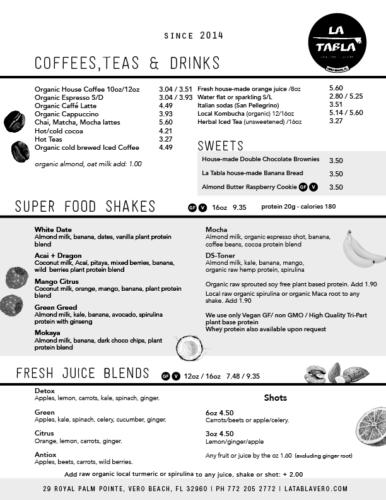 SINCE 2014
LA
TABLA
COFFEES,TEAS & DRINKS
Organic House Coffee 10oz/12oz 3.04 / 3.51
Organic Espresso S/D 3.04 / 3.93
Organic Caffé Latte 4.49
Organic Cappuccino 3.93
Chai, Matcha, Mocha lattes 5.60
Hot/cold cocoa 4.21
Hot Teas 3.27
Organic cold brewed Iced Coffee 4.49
organic almond, oat milk add: 1.00
Fresh house-made orange juice /8oz 5.60
Water flat or sparkling S/L 2.80 / 5.25
Italian sodas (San Pellegrino) 3.51
Local Kombucha (organic) 12/16oz 5.14 / 5.60
Herbal Iced Tea (unsweetened) /16oz 3.27
SWEETS
House-made Double Chocolate Brownies 3.50
La Tabla house-made Banana Bread 3.50
Almond Butter Raspberry Cookie GF V 3.50
SUPER FOOD SHAKES GF V 16oz 9.35 protein 20g - calories 180
White Date
Almond milk, banana, dates, vanilla plant protein
blend
Acai + Dragon
Coconut milk, Acai, pitaya, mixed berries, banana,
wild berries plant protein blend
Mango Citrus
Coconut milk, orange, mango, banana, plant protein
blend
Green Greed
Almond milk, kale, banana, avocado, spirulina
protein with ginseng
Mokaya
Almond milk, banana, dark choco chips, plant
protein blend
Mocha
Almond milk, organic espresso shot, banana,
coffee beans, cocoa protein blend
DS-Toner
Almond milk, kale, banana, mango,
organic raw hemp protein, spirulina
Organic raw sprouted soy free plant based protein. Add 1.90
Local raw organic spirulina or organic Maca root to any
shake. Add 1.90
We use only Vegan GF/ non GMO / High Quality Tri-Part
plant base protein
Whey protein also available upon request
FRESH JUICE BLENDS GF V 12oz / 16oz 7.48 / 9.35
Detox
Apples, lemon, carrots, kale, spinach, ginger.
Green
Apples, kale, spinach, celery, cucumber, ginger.
Citrus
Orange, lemon, carrots, ginger.
Antiox
Apples, beets, carrots, wild berries.
Shots
6oz 4.50
Carrots/beets or apple/celery.
3oz 4.50
Lemon/ginger/apple
Any fruit or juice by the oz 1.60 (excluding ginger root)
Add raw organic local turmeric or spirulina to any juice, shake or shot: + 2.00
29 ROYAL PALM POINTE, VERO BEACH, FL 32960 | PH 772 205 2772 | LATABLAVERO.COM